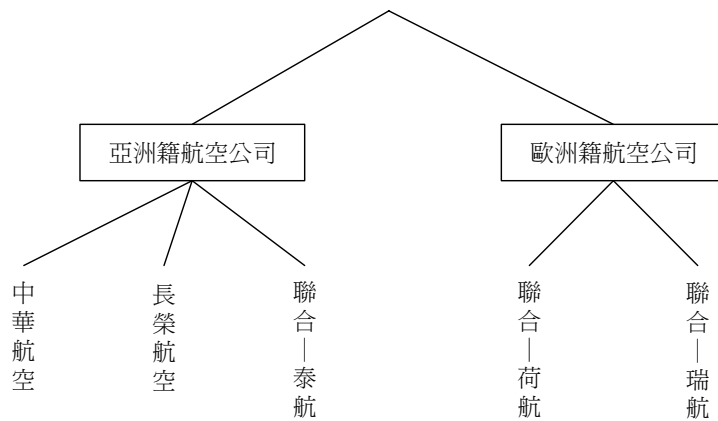 亞洲籍航空公司
歐洲籍航空公司
中華航空
長榮航空
聯合—泰航
聯合—荷航
聯合—瑞航